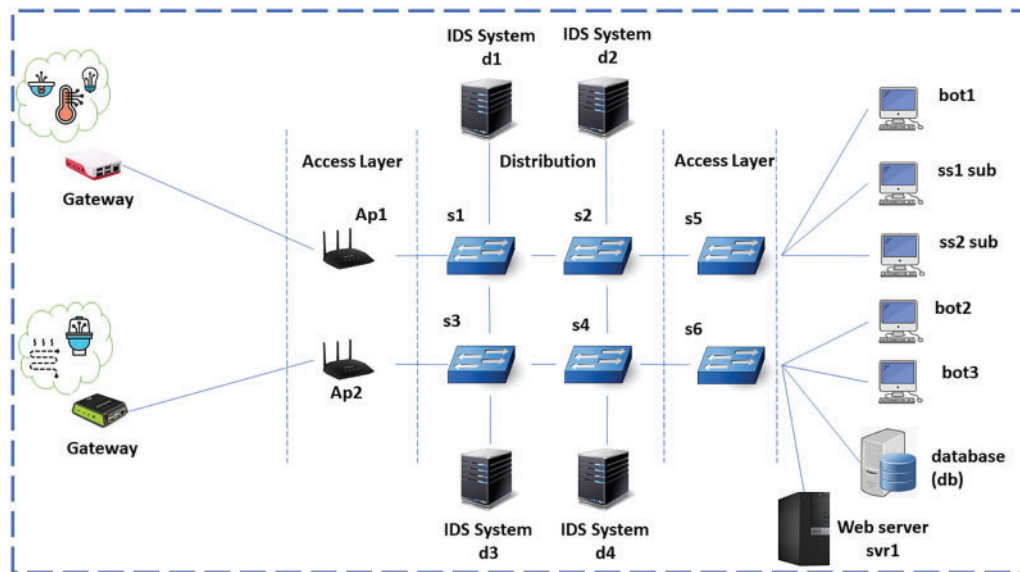 IDS System
d1
IDS System
d2
bot1
Access Layer
Distribution
Access Layer
ss1 sub
Gateway
Ap1
s1
s2
s5
ss2 sub
bot2
s3
s4
s6
bot3
Ap2
Gateway
database
(db)
IDS System
d3
IDS System
d4
Web server
svr1